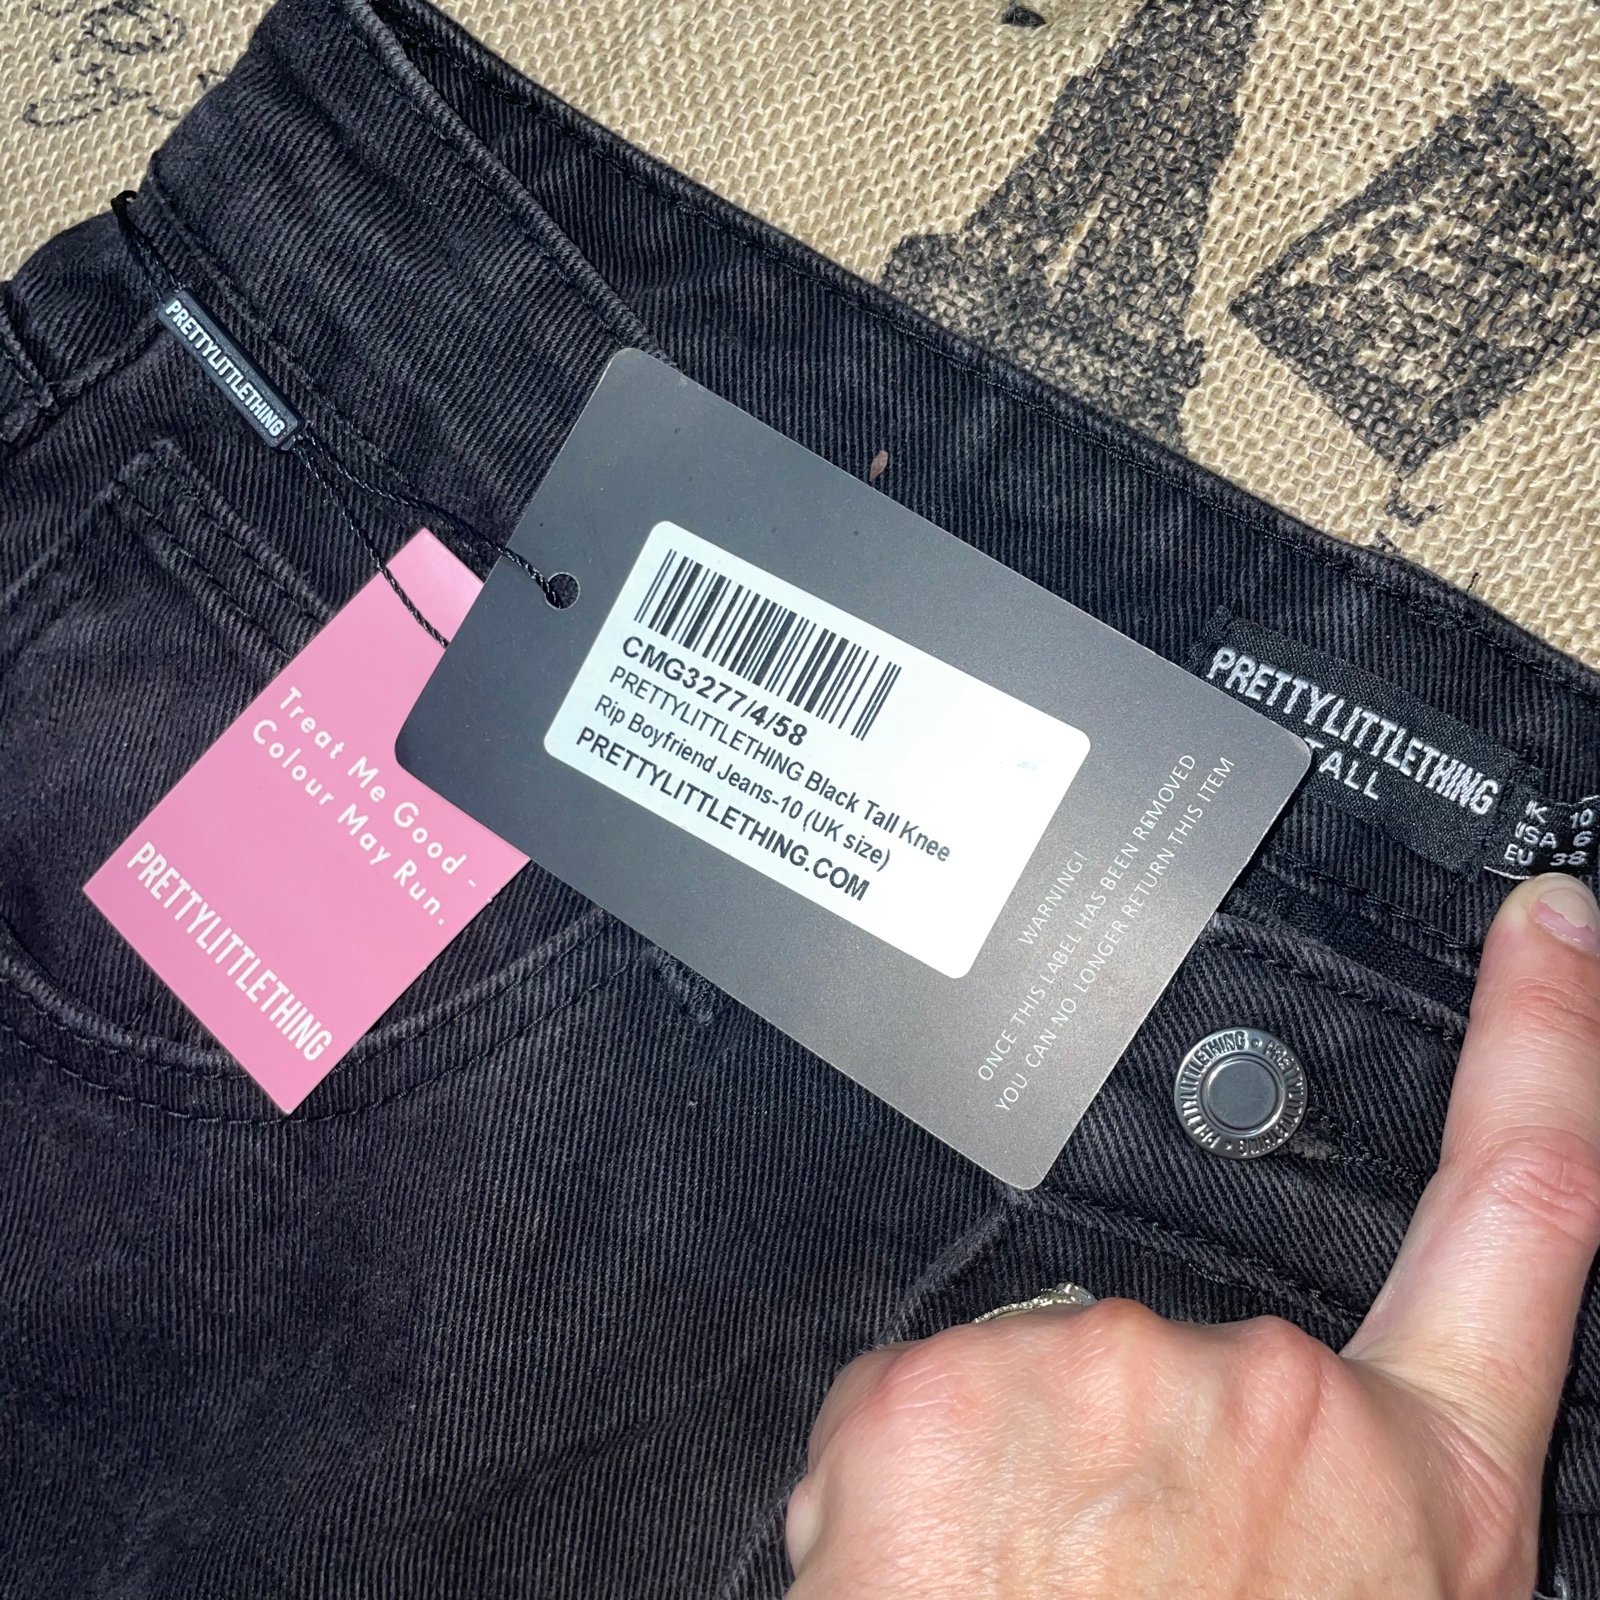 PRETTYLITTLETHING
Treat Me Good -
Colour May Run.
PRETTYLITTLETHING
CMG3277/4/58
PRETTYLITTLETHING Black Tall Knee
Rip Boyfriend Jeans-10 (UK size)
PRETTYLITTLETHING.COM
WARNING!
ONCE THIS LABEL HAS BEEN REMOVED
YOU CAN NO LONGER RETURN THIS ITEM
PRETTYLITTLETHING
TALL
UK 10
USA 6
EU 38
PRETTYLITTLETHING • PRETTYLITTLETHING •